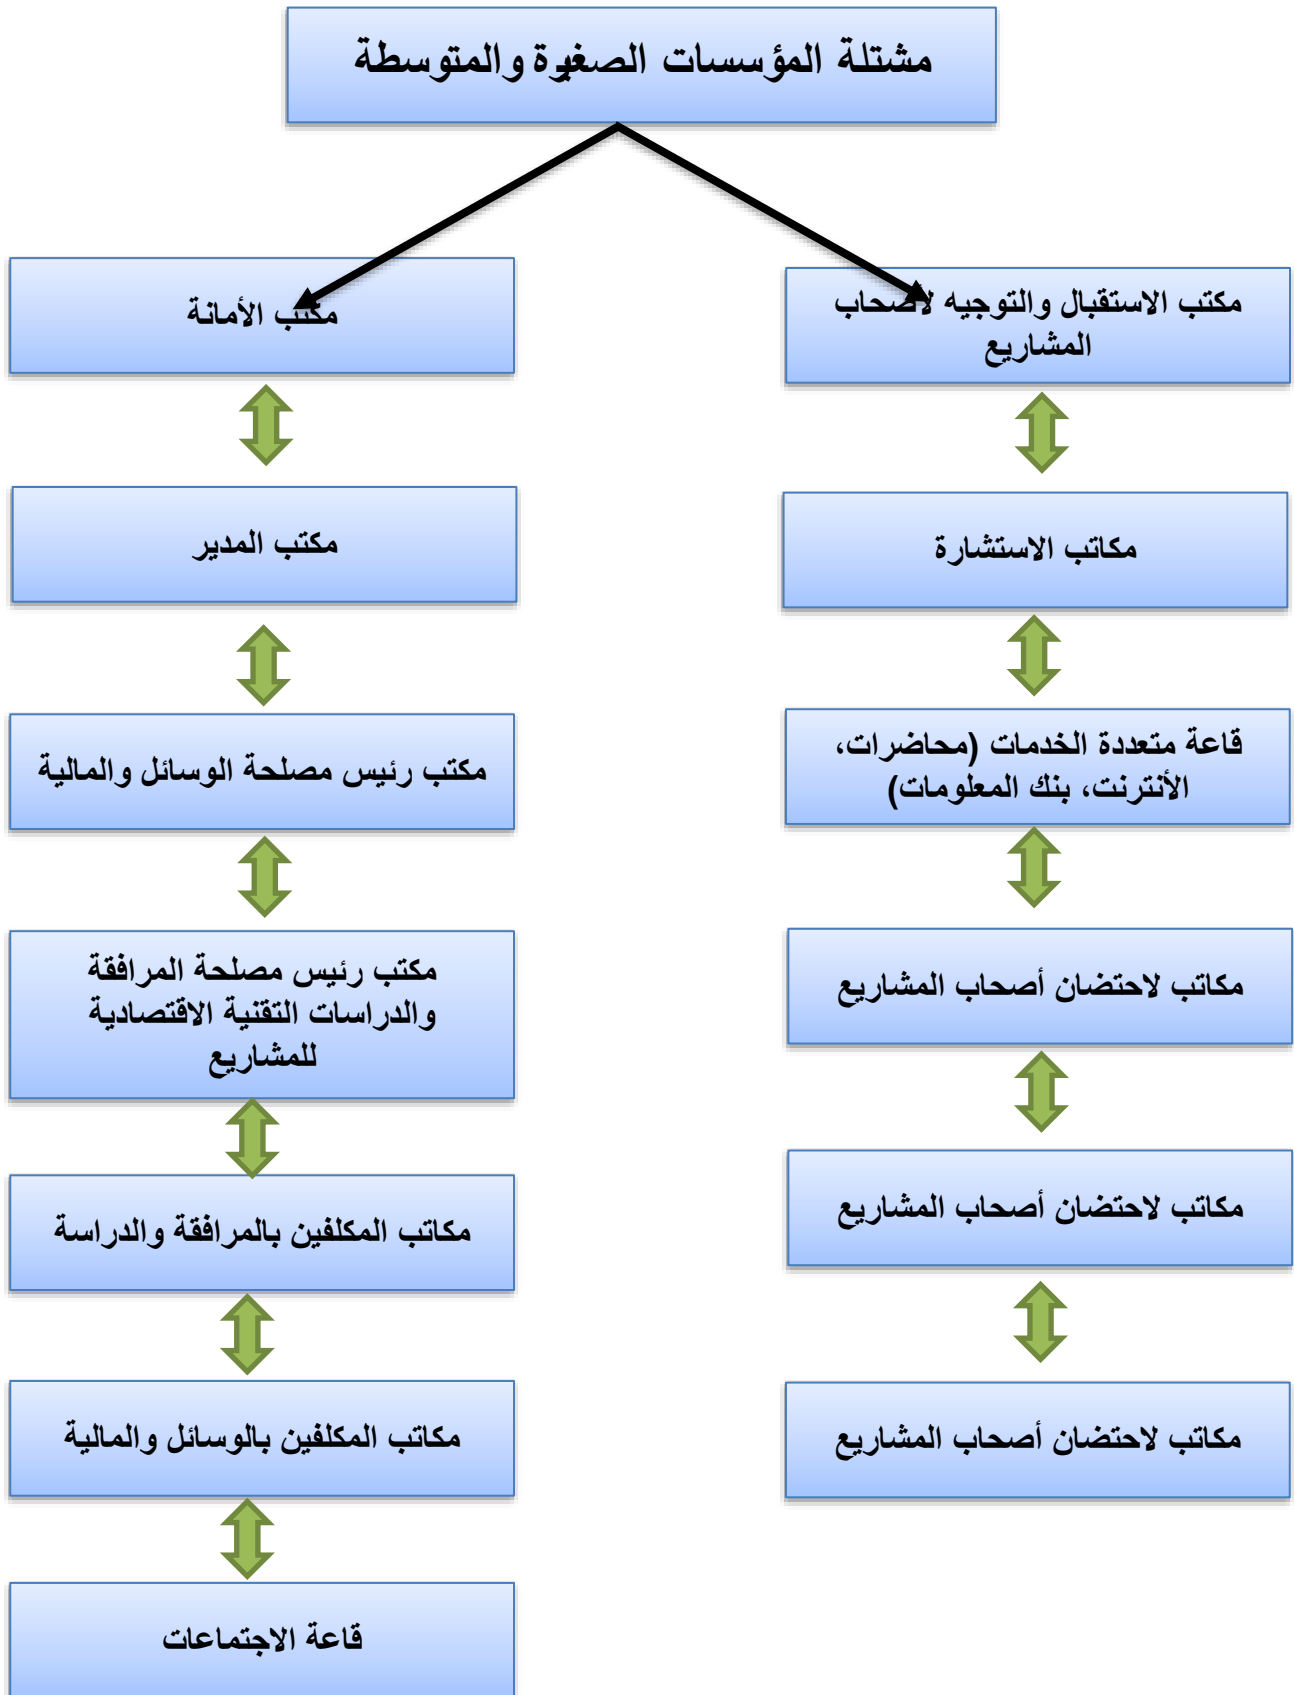 مشتلة المؤسسات الصغيرة والمتوسطة
مكتب الاستقبال والتوجيه لأصحاب
المشاريع
مكاتب الاستشارة
قاعة متعددة الخدمات (محاضرات،
الأنترنت، بنك المعلومات)
مكاتب لاحتضان أصحاب المشاريع
مكاتب لاحتضان أصحاب المشاريع
مكاتب لاحتضان أصحاب المشاريع
مكتب الأمانة
مكتب المدير
مكتب رئيس مصلحة الوسائل والمالية
مكتب رئيس مصلحة المرافقة
والدراسات التقنية الاقتصادية
للمشاريع
مكاتب المكلفين بالمرافقة والدراسة
مكاتب المكلفين بالوسائل والمالية
قاعة الاجتماعات